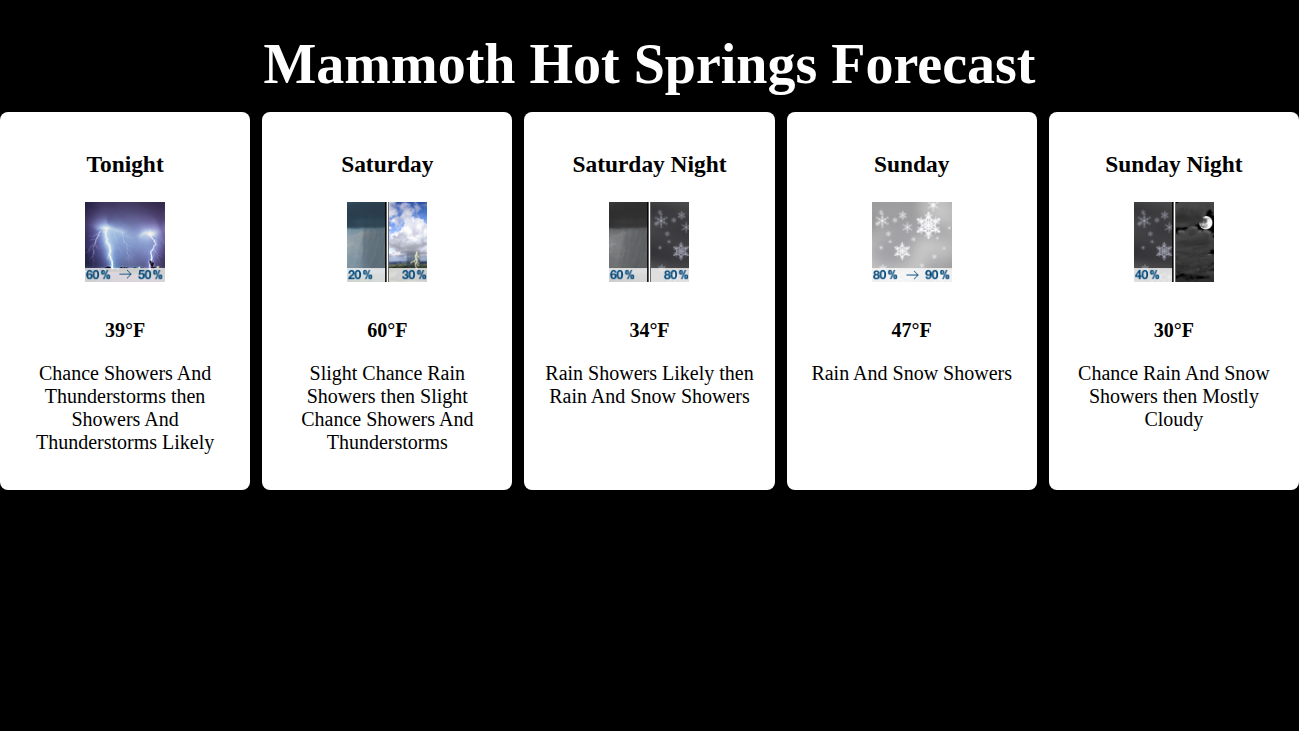 Mammoth Hot Springs Forecast
Tonight
60% → 50%
39°F
Chance Showers And
Thunderstorms then
Showers And
Thunderstorms Likely
Saturday
20% 30%
60°F
Slight Chance Rain
Showers then Slight
Chance Showers And
Thunderstorms
Saturday Night
60% 80%
34°F
Rain Showers Likely then
Rain And Snow Showers
Sunday
80% → 90%
47°F
Rain And Snow Showers
Sunday Night
40%
30°F
Chance Rain And Snow
Showers then Mostly
Cloudy